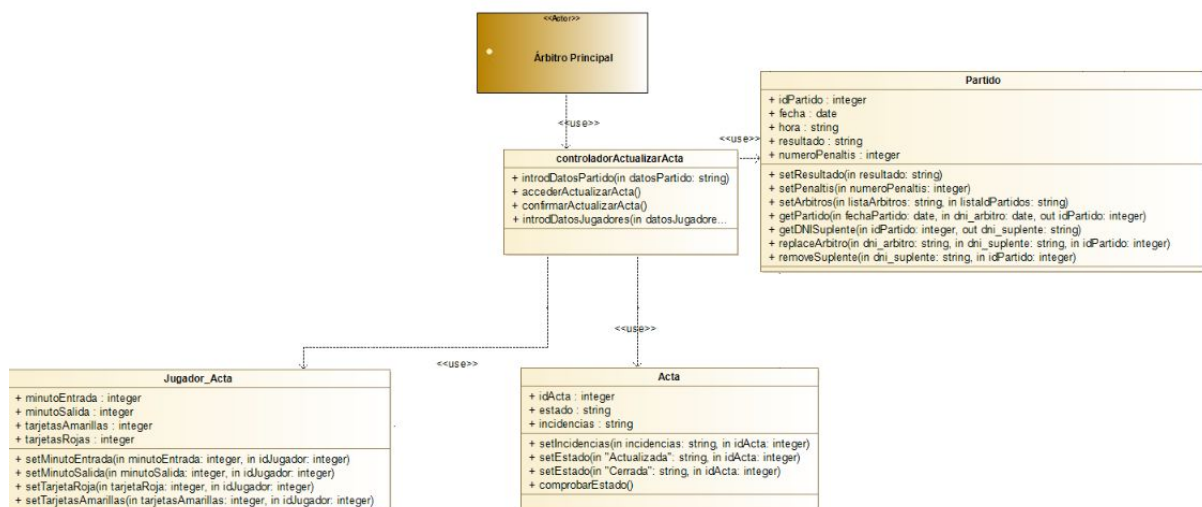 <<Actor>>
Árbitro Principal
<<use>>
controladorActualizarActa
+ introdDatosPartido(in datosPartido: string)
+ accederActualizarActa()
+ confirmarActualizarActa()
+ introdDatosJugadores(in datosJugadore...
<<use>>
Partido
+ idPartido : integer
+ fecha : date
+ hora : string
+ resultado : string
+ numeroPenaltis : integer
+ setResultado(in resultado: string)
+ setPenaltis(in numeroPenaltis: integer)
+ setArbitros(in listaArbitros: string, in listaIdPartidos: string)
+ getPartido(in fechaPartido: date, in dni_arbitro: date, out idPartido: integer)
+ getDNISuplente(in idPartido: integer, out dni_suplente: string)
+ replaceArbitro(in dni_arbitro: string, in dni_suplente: string, in idPartido: integer)
+ removeSuplente(in dni_suplente: string, in idPartido: integer)
<<use>>
<<use>>
Jugador_Acta
+ minutoEntrada : integer
+ minutoSalida : integer
+ tarjetasAmarillas : integer
+ tarjetasRojas : integer
+ setMinutoEntrada(in minutoEntrada: integer, in idJugador: integer)
+ setMinutoSalida(in minutoSalida: integer, in idJugador: integer)
+ setTarjetaRoja(in tarjetaRoja: integer, in idJugador: integer)
+ setTarjetasAmarillas(in tarjetasAmarillas: integer, in idJugador: integer)
Acta
+ idActa : integer
+ estado : string
+ incidencias : string
+ setIncidencias(in incidencias: string, in idActa: integer)
+ setEstado(in "Actualizada": string, in idActa: integer)
+ setEstado(in "Cerrada": string, in idActa: integer)
+ comprobarEstado()